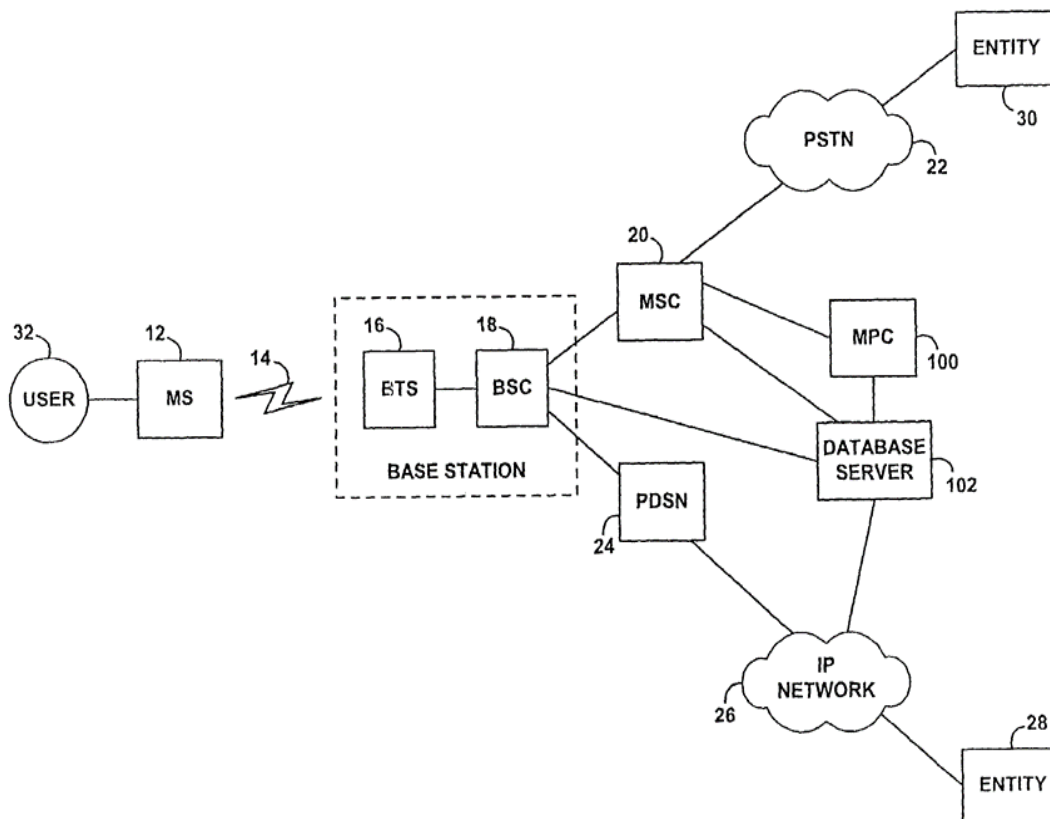 ENTITY
30
PSTN
22
20
MSC
MPC
100
32
USER
12
MS
14
16
BTS
18
BSC
BASE STATION
DATABASE
SERVER
102
PDSN
24
IP
NETWORK
26
28
ENTITY